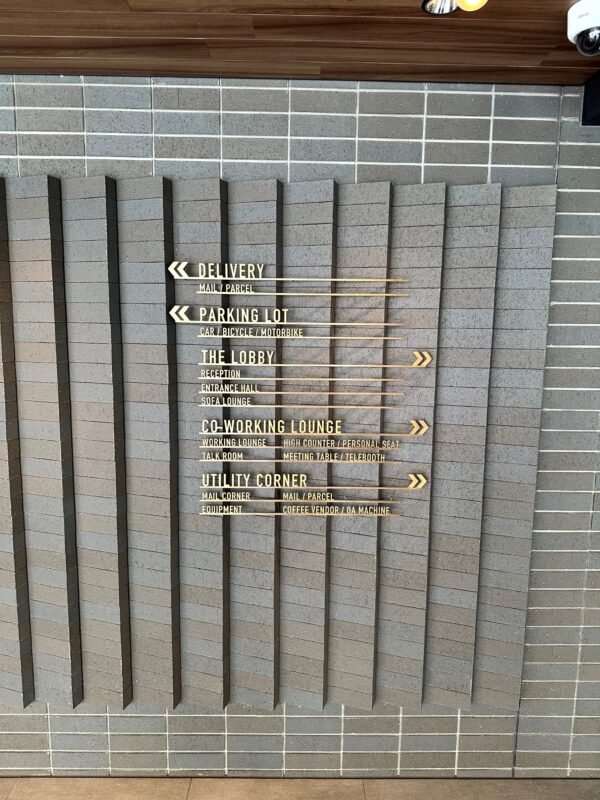 DELIVERY
MAIL / PARCEL
PARKING LOT
CAR / BICYCLE / MOTORBIKE
THE LOBBY
RECEPTION
ENTRANCE HALL
SOFA LOUNGE
CO-WORKING LOUNGE
WORKING LOUNGE HIGH COUNTER / PERSONAL SEAT
TALK ROOM MEETING TABLE / TELEBOOTH
UTILITY CORNER
MAIL CORNER MAIL / PARCEL
EQUIPMENT COFFEE VENDOR / OA MACHINE